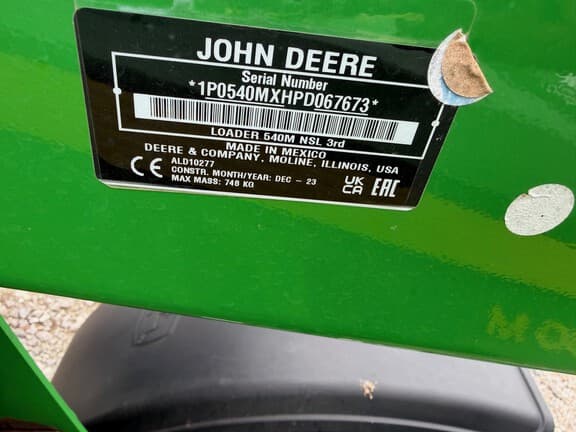 JOHN DEERE
Serial Number
*1P0540MXHPD067673*
LOADER 540M NSL 3rd
MADE IN MEXICO
DEERE & COMPANY, MOLINE, ILLINOIS, USA
ALD10277
CONSTR. MONTH/YEAR: DEC - 23
MAX MASS: 748 KG
CE
UK
CA
EAC